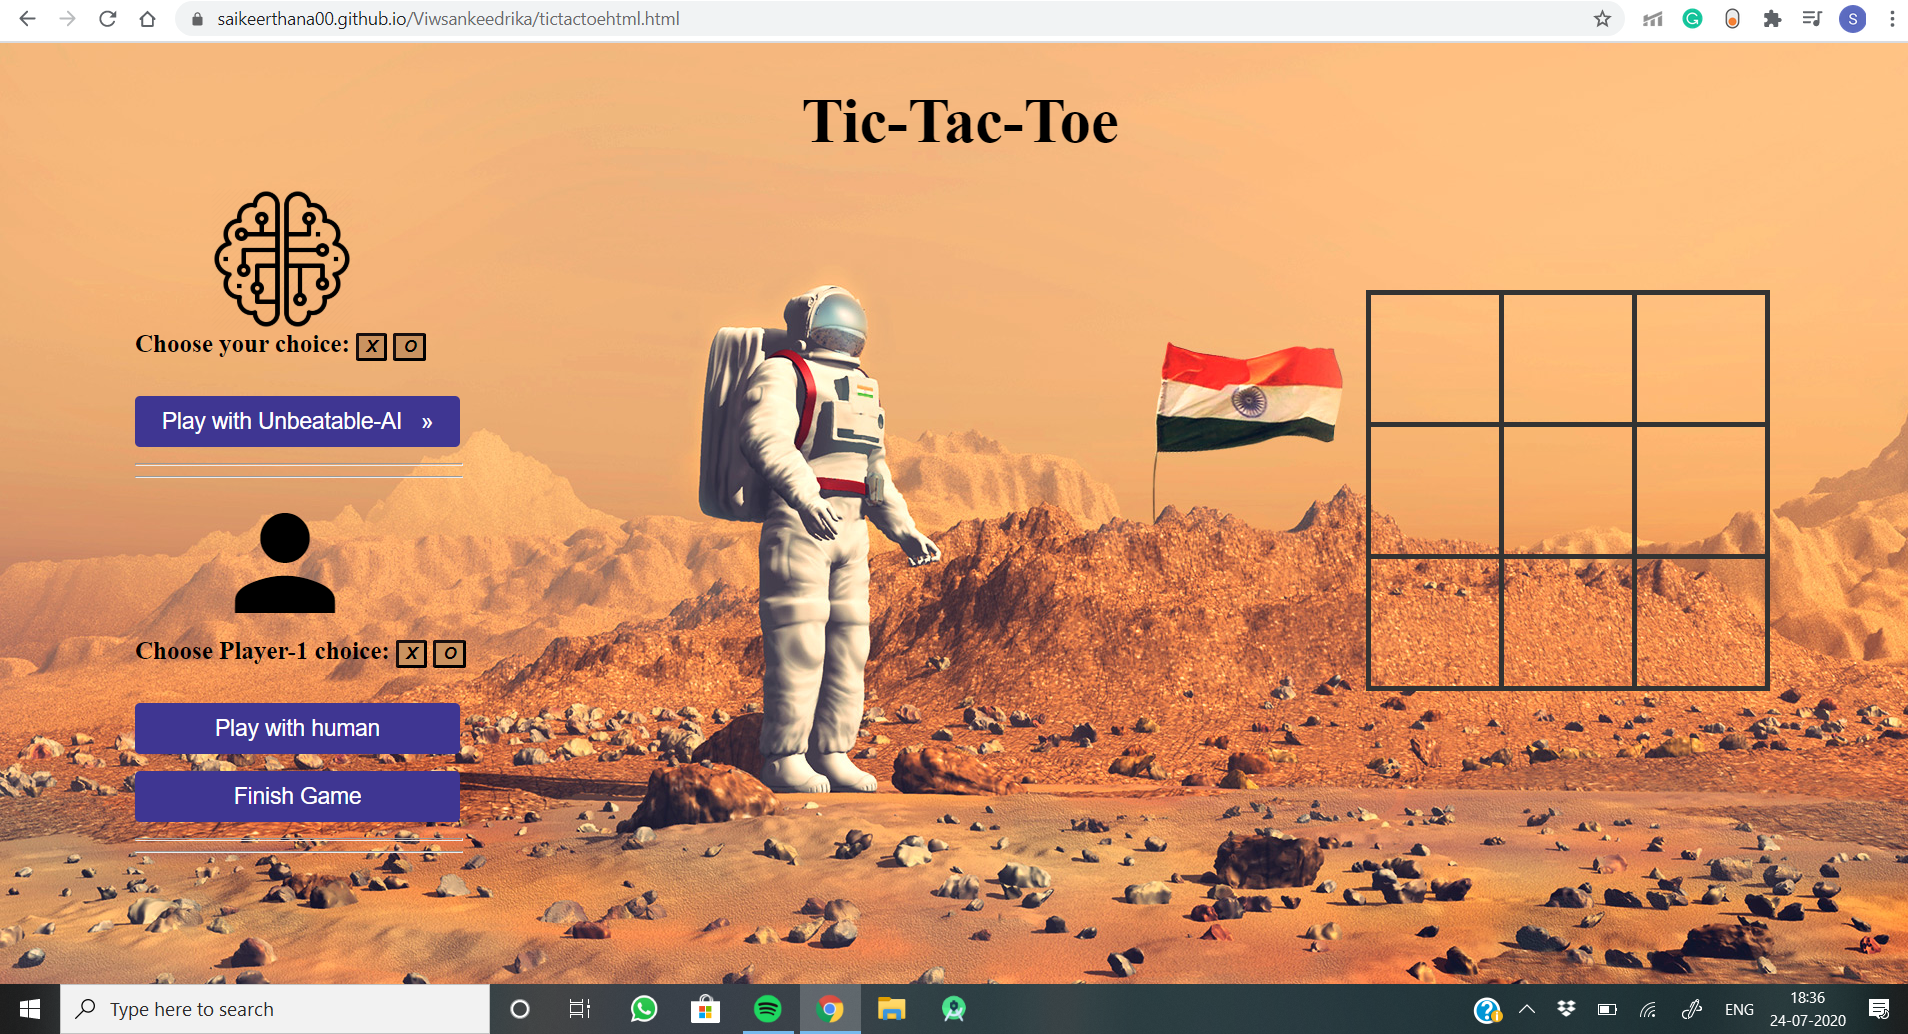 saikeerthana00.github.io/Viwsankeedrika/tictactoehtml.html
S
Tic-Tac-Toe
Choose your choice: X O
Play with Unbeatable-AI »
Choose Player-1 choice: X O
Play with human
Finish Game
Type here to search
ENG
18:36
24-07-2020